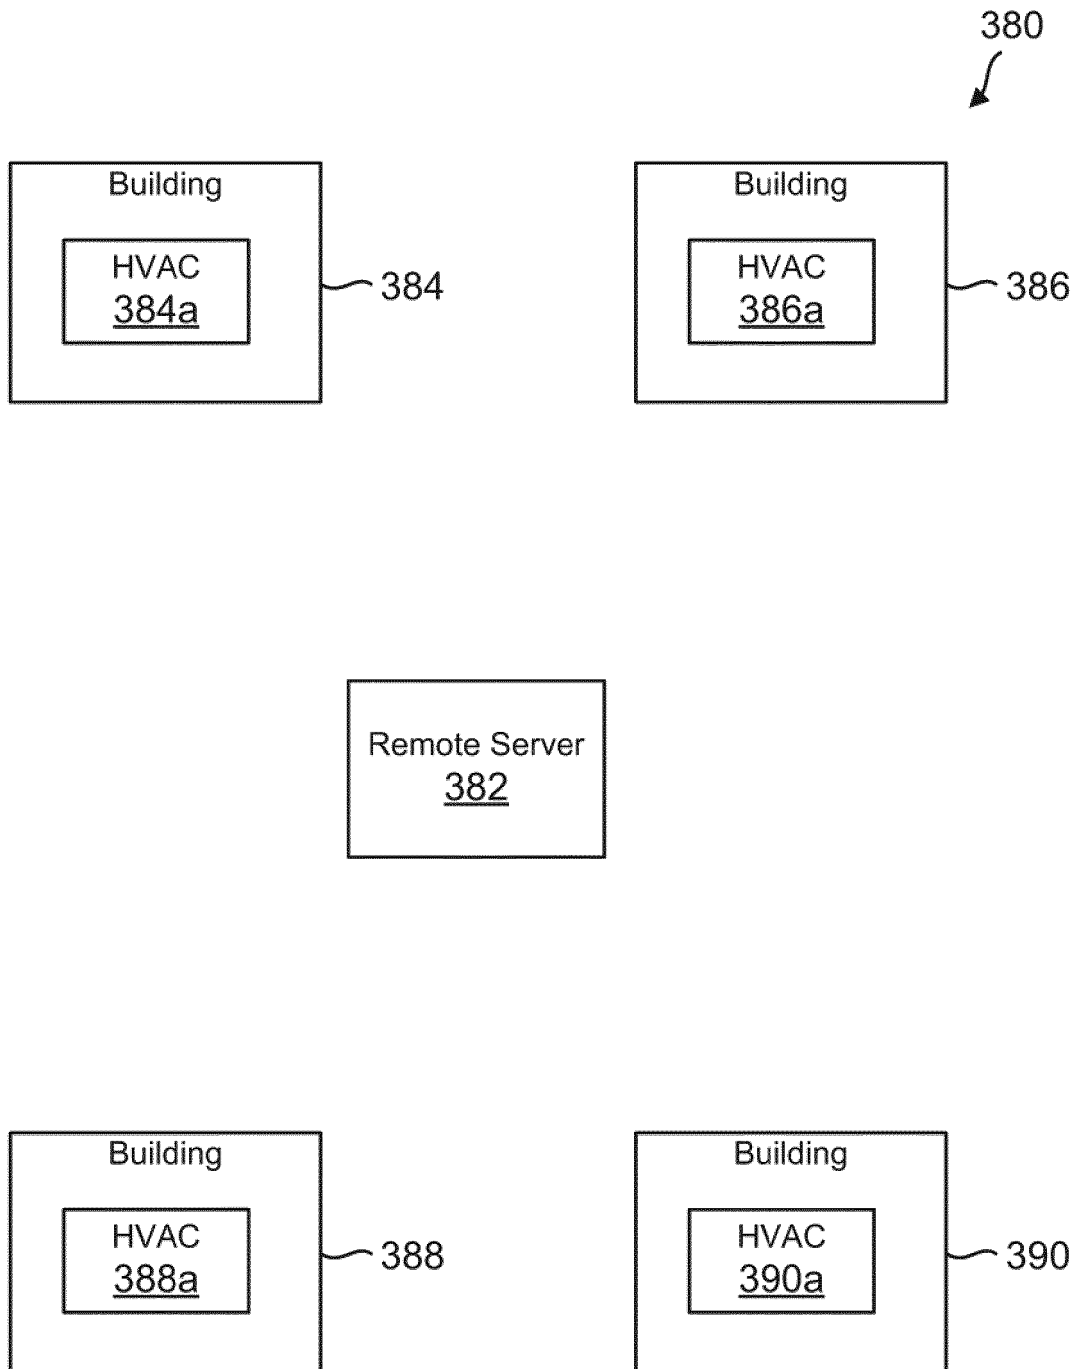 380
Building
HVAC
384a
384
Building
HVAC
386a
386
Remote Server
382
Building
HVAC
388a
388
Building
HVAC
390a
390